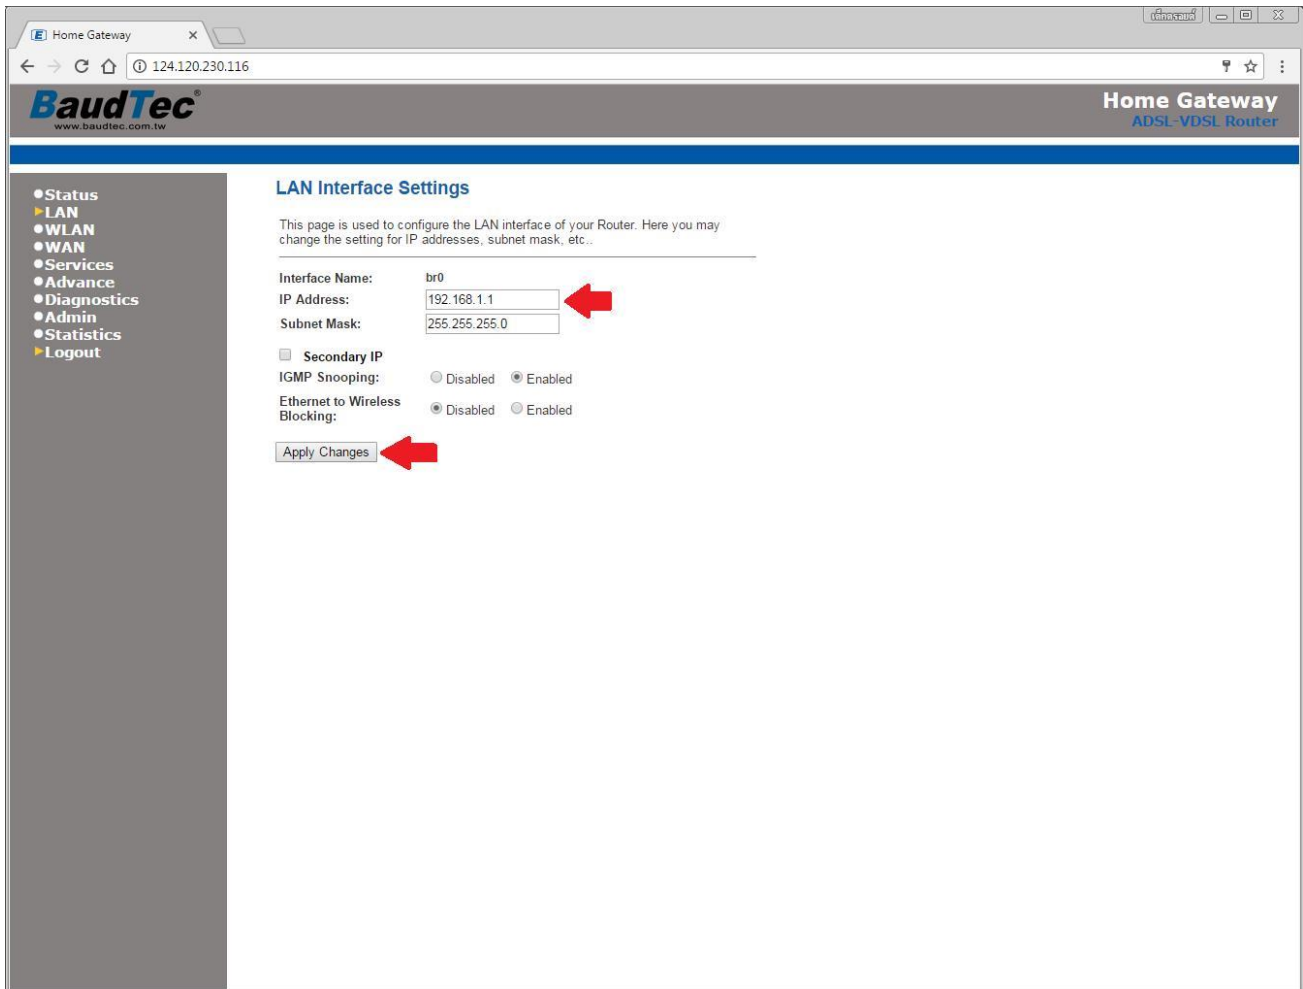 Home Gateway
124.120.230.116
BaudTec®
www.baudtec.com.tw
Home Gateway
ADSL-VDSL Router
Status
LAN
WLAN
WAN
Services
Advance
Diagnostics
Admin
Statistics
Logout
LAN Interface Settings
This page is used to configure the LAN interface of your Router. Here you may
change the setting for IP addresses, subnet mask, etc..
Interface Name: br0
IP Address: 192.168.1.1
Subnet Mask: 255.255.255.0
Secondary IP
IGMP Snooping: Disabled Enabled
Ethernet to Wireless
Blocking: Disabled Enabled
Apply Changes